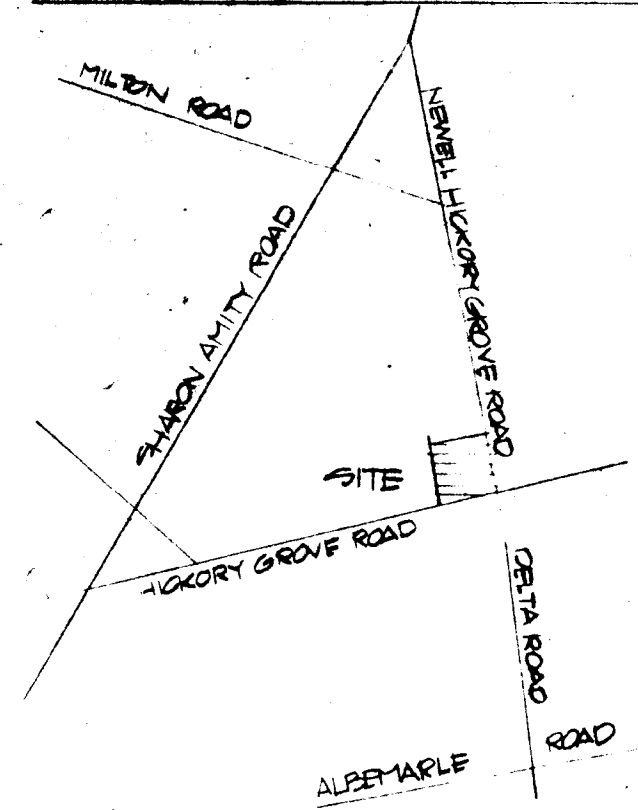 MILTON ROAD
NEWELL HICKORY GROVE ROAD
SHARON AMITY ROAD
SITE
HICKORY GROVE ROAD
DELTA ROAD
ALBEMARLE ROAD